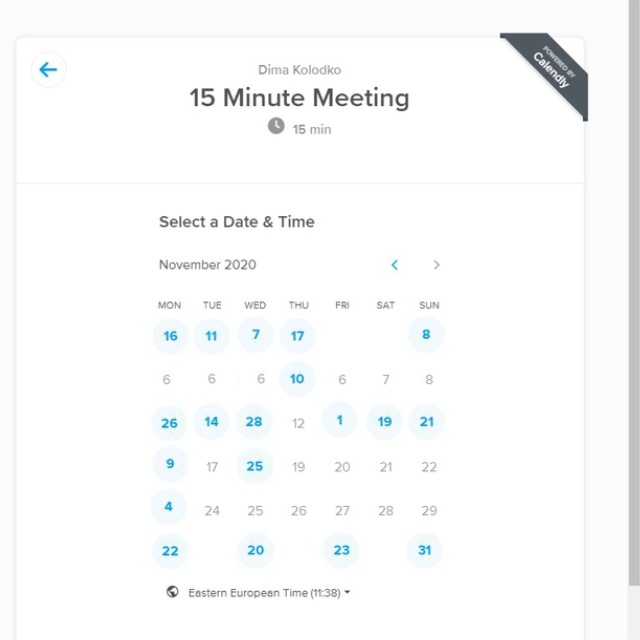 POWERED BY
Calendly
Dima Kolodko
15 Minute Meeting
15 min
Select a Date & Time
November 2020
MON TUE WED THU FRI SAT SUN
16 11 7 17 8
6 6 6 10 6 7 8
26 14 28 12 1 19 21
9 17 25 19 20 21 22
4 24 25 26 27 28 29
22 20 23 31
Eastern European Time (11:38)